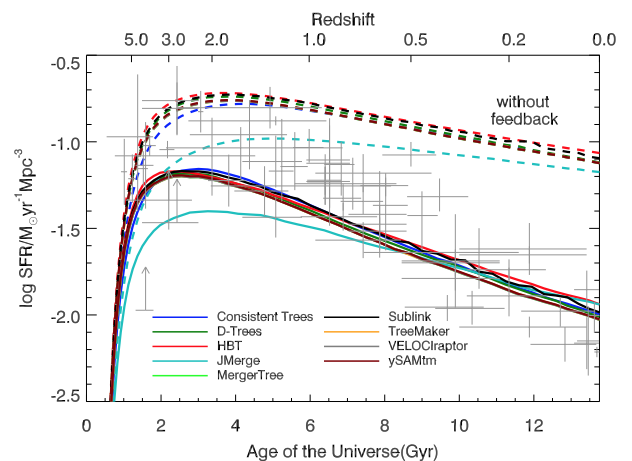 Redshift
5.0 3.0 2.0 1.0 0.5 0.2 0.0
-0.5
-1.0
-1.5
-2.0
-2.5
log SFR/M☉yr⁻¹Mpc⁻³
without
feedback
Consistent Trees
D-Trees
HBT
JMerge
MergerTree
Sublink
TreeMaker
VELOCIraptor
ySAMtm
0 2 4 6 8 10 12
Age of the Universe(Gyr)